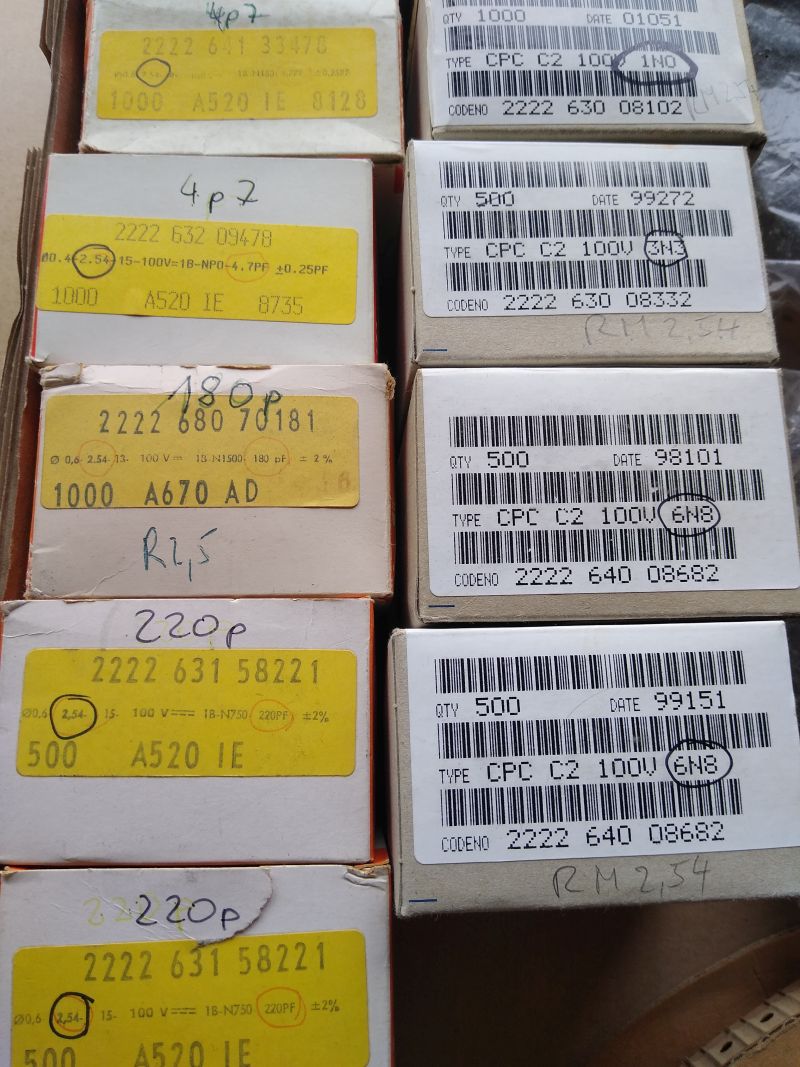 4p7
2222 641 33478
2.54
1000 A520 IE 8128
4p7
2222 632 09478
Ø0.4-2.54-15-100V=1B-NP0-4.7PF ±0.25PF
1000 A520 IE 8735
180p
2222 680 70181
Ø 0,6- 2.54- 13- 100 V= 1B-N1500- 180 pF ± 2%
1000 A670 AD
R2,5
220p
2222 631 58221
Ø0,6 2,54- 15- 100 V=== 1B-N750- 220PF ±2%
500 A520 IE
220p
2222 631 58221
Ø0,6 2,54- 15- 100 V=== 1B-N750 220PF ±2%
500 A520 IE
QTY 1000 DATE 01051
TYPE CPC C2 100V 1N0
CODENO 2222 630 08102
QTY 500 DATE 99272
TYPE CPC C2 100V 3N3
CODENO 2222 630 08332
RM 2,54
QTY 500 DATE 98101
TYPE CPC C2 100V 6N8
CODENO 2222 640 08682
QTY 500 DATE 99151
TYPE CPC C2 100V 6N8
CODENO 2222 640 08682
RM 2,54